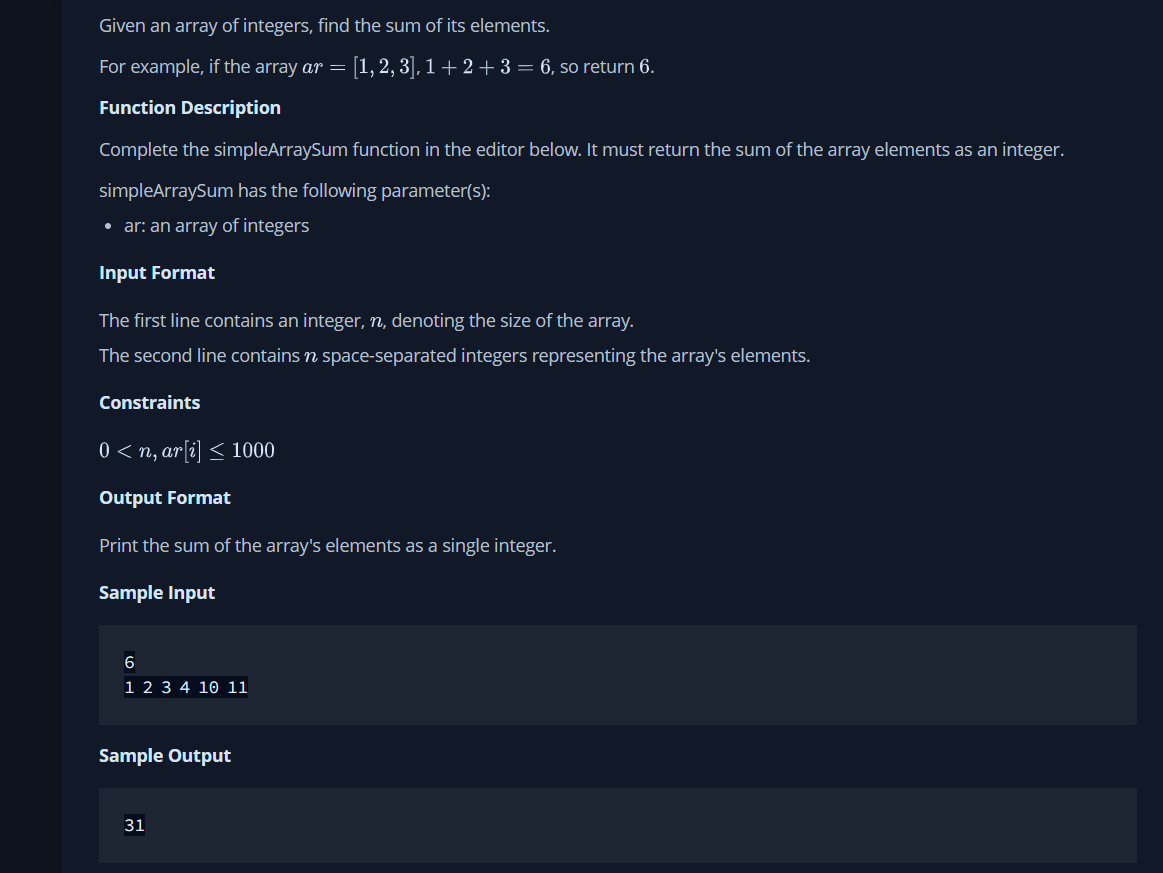 Given an array of integers, find the sum of its elements.
For example, if the array ar = [1, 2, 3], 1 + 2 + 3 = 6, so return 6.
Function Description
Complete the simpleArraySum function in the editor below. It must return the sum of the array elements as an integer.
simpleArraySum has the following parameter(s):
• ar: an array of integers
Input Format
The first line contains an integer, n, denoting the size of the array.
The second line contains n space-separated integers representing the array's elements.
Constraints
0 < n, ar[i] ≤ 1000
Output Format
Print the sum of the array's elements as a single integer.
Sample Input
6
1 2 3 4 10 11
Sample Output
31